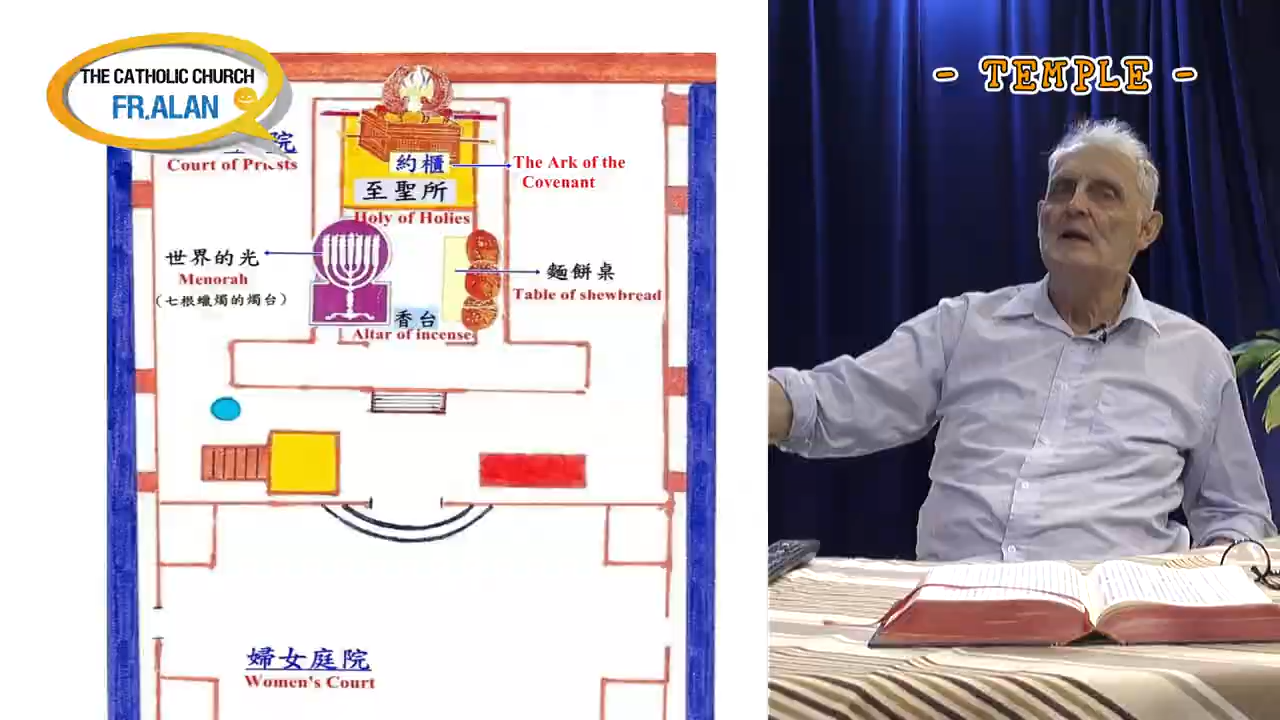 THE CATHOLIC CHURCH
FR.ALAN
- TEMPLE -
院
Court of Priests
約櫃
The Ark of the
Covenant
至聖所
Holy of Holies
世界的光
Menorah
(七根蠟燭的燭台)
麵餅桌
Table of shewbread
香台
Altar of incense
婦女庭院
Women's Court